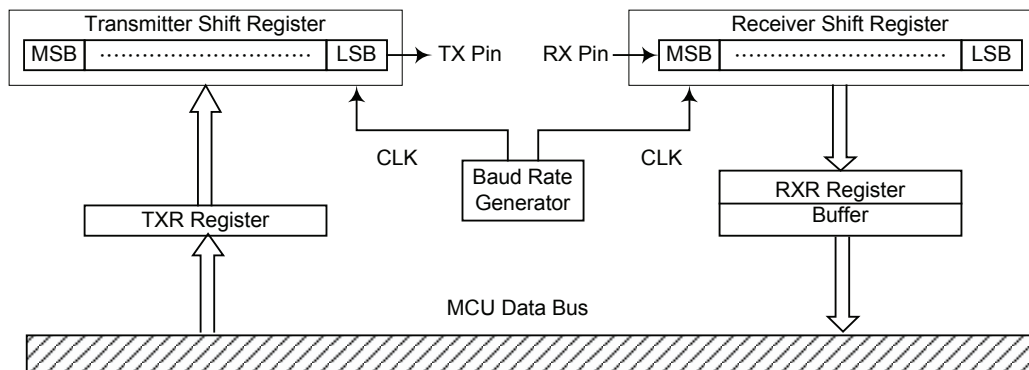 Transmitter Shift Register
MSB ........................... LSB
TX Pin
RX Pin
Receiver Shift Register
MSB ........................... LSB
CLK
CLK
Baud Rate
Generator
TXR Register
RXR Register
Buffer
MCU Data Bus